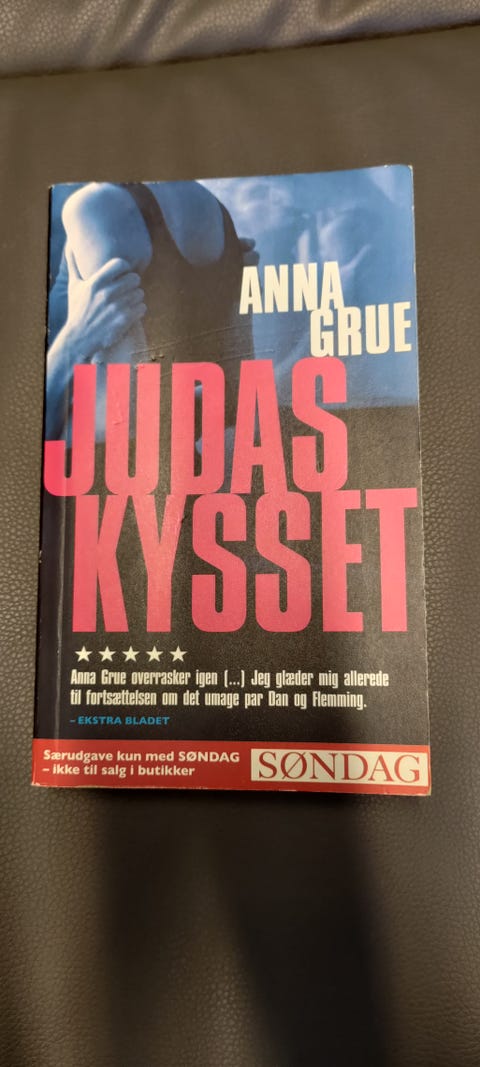 ANNA
GRUE
JUDAS
KYSSET
★★★★★
Anna Grue overrasker igen (...) Jeg glæder mig allerede
til fortsættelsen om det umage par Dan og Flemming.
– EKSTRA BLADET
Særudgave kun med SØNDAG
– ikke til salg i butikker
SØNDAG